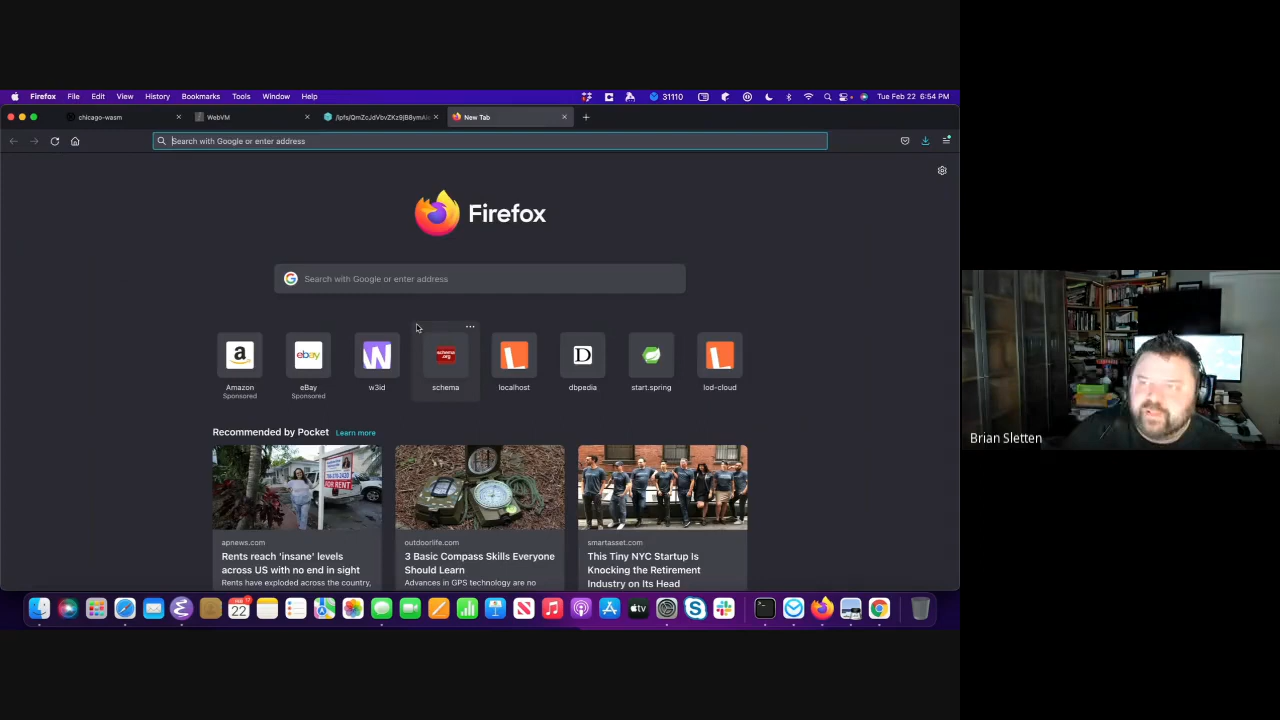 Firefox File Edit View History Bookmarks Tools Window Help 31110 Tue Feb 22 6:54 PM
chicago-wasm WebVM New Tab
Search with Google or enter address
Firefox
Search with Google or enter address
Amazon eBay w3id schema localhost dbpedia start.spring lod-cloud
Sponsored Sponsored
Recommended by Pocket Learn more
FOR RENT
apnews.com
Rents reach 'insane' levels
across US with no end in sight
Rents have exploded across the country,
outdoorlife.com
3 Basic Compass Skills Everyone
Should Learn
Advances in GPS technology are no
smartasset.com
This Tiny NYC Startup Is
Knocking the Retirement
Industry on Its Head
Brian Sletten